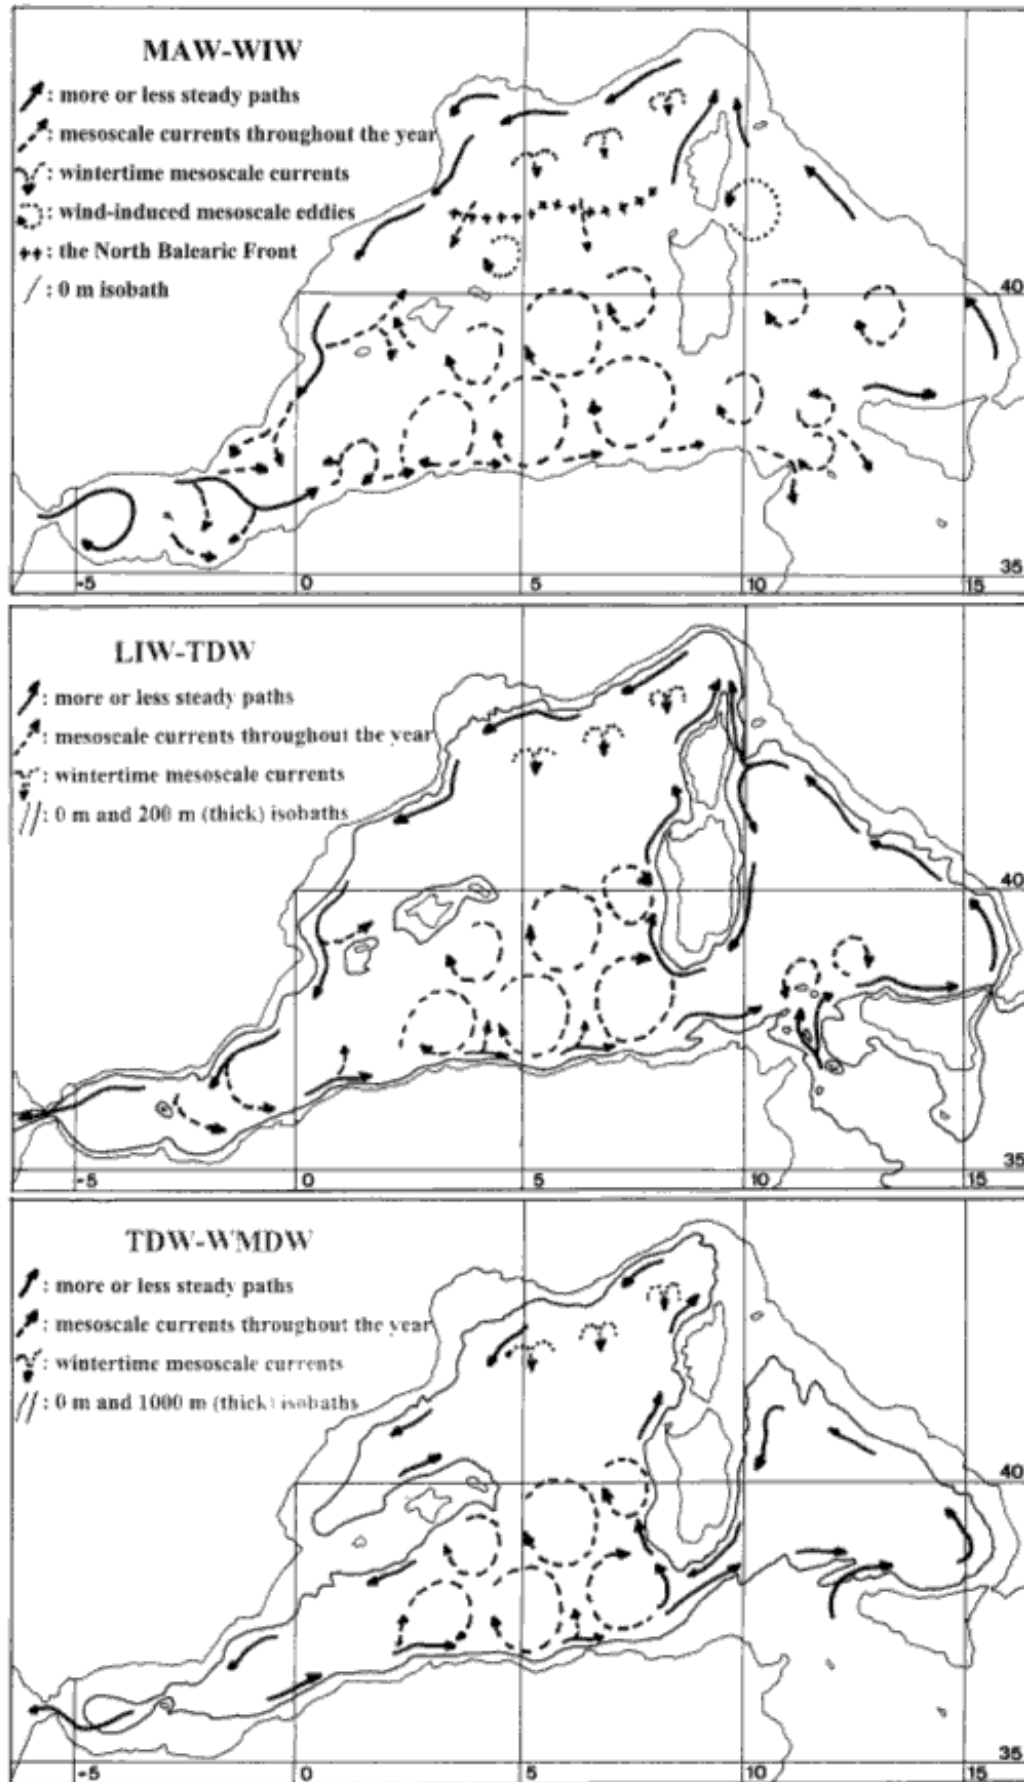 MAW-WIW
: more or less steady paths
: mesoscale currents throughout the year
: wintertime mesoscale currents
: wind-induced mesoscale eddies
: the North Balearic Front
: 0 m isobath
40
35
-5 0 5 10 15
LIW-TDW
: more or less steady paths
: mesoscale currents throughout the year
: wintertime mesoscale currents
: 0 m and 200 m (thick) isobaths
40
35
-5 0 5 10 15
TDW-WMDW
: more or less steady paths
: mesoscale currents throughout the year
: wintertime mesoscale currents
: 0 m and 1000 m (thick) isobaths
40
35
-5 0 5 10 15